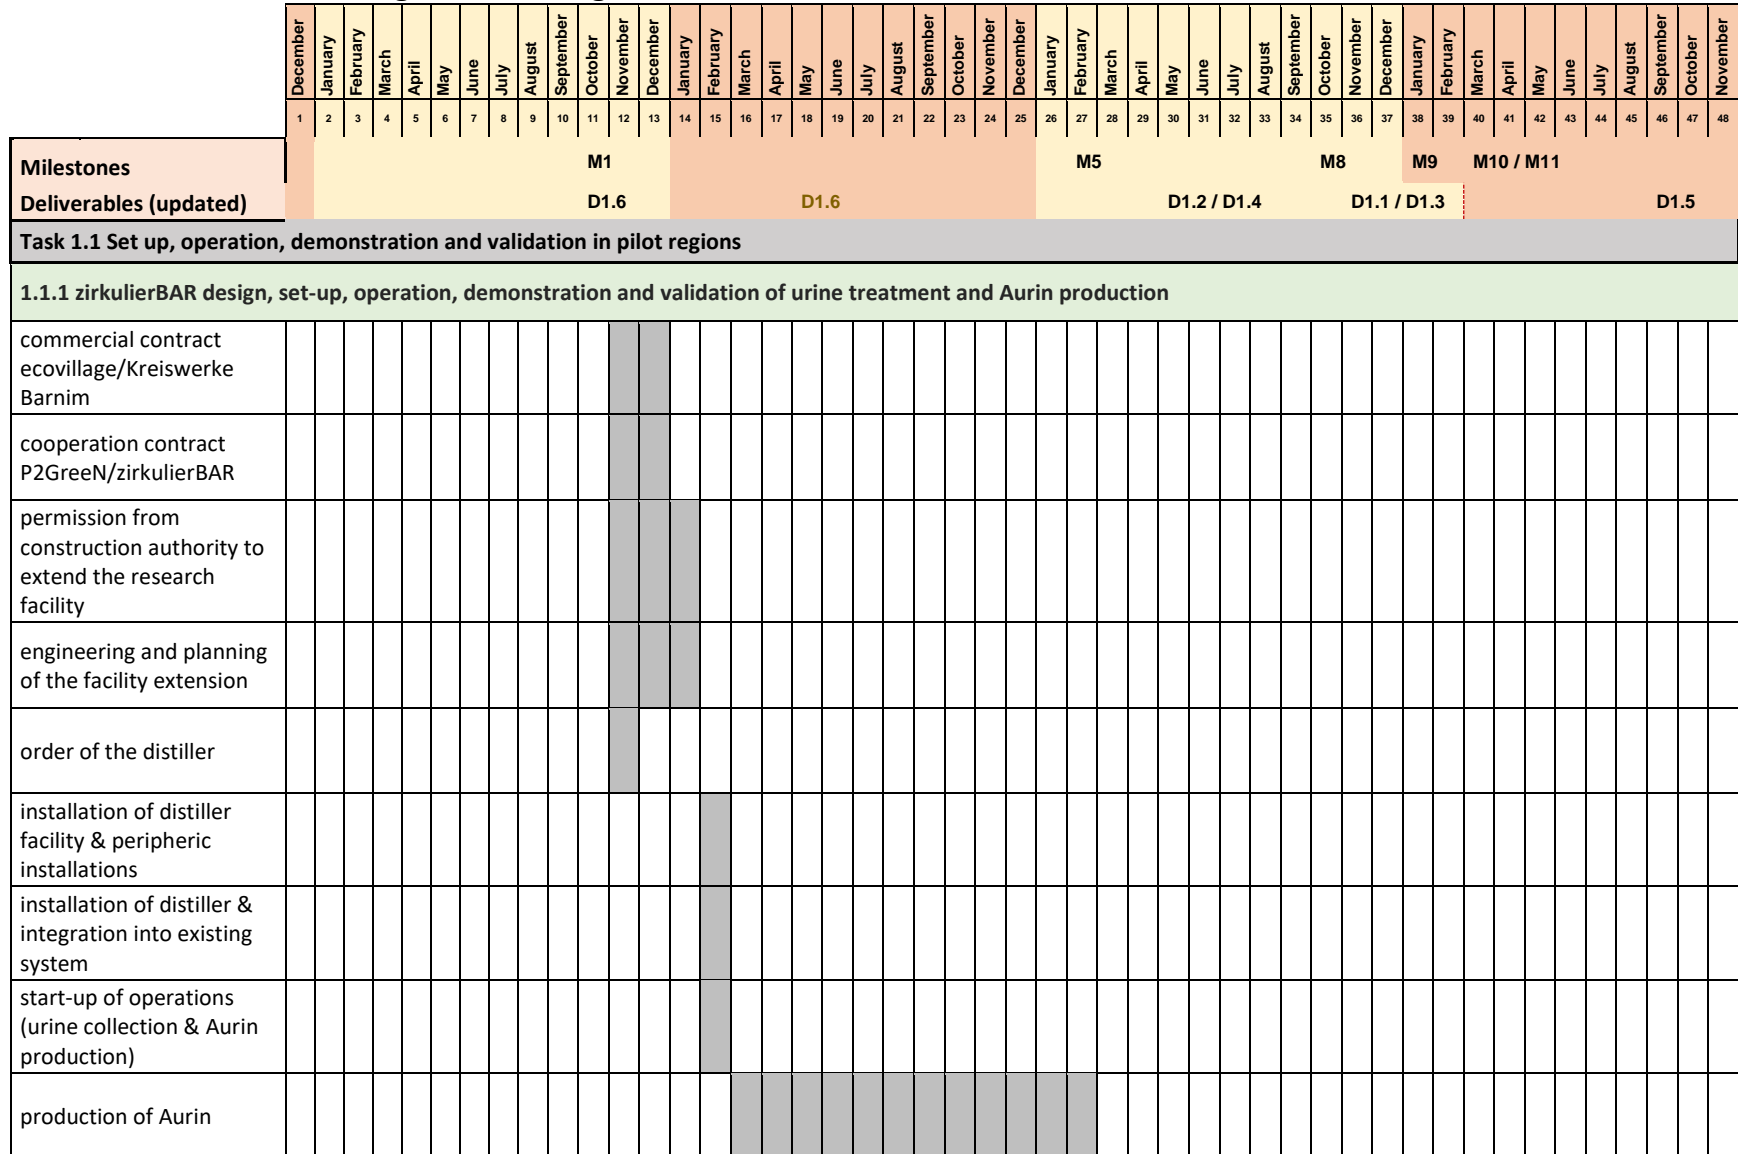 December January February March April May June July August September October November December January February March April May June July August September October November December January February March April May June July August September October November December January February March April May June July August September October November
1 2 3 4 5 6 7 8 9 10 11 12 13 14 15 16 17 18 19 20 21 22 23 24 25 26 27 28 29 30 31 32 33 34 35 36 37 38 39 40 41 42 43 44 45 46 47 48
Milestones M1 M5 M8 M9 M10 / M11
Deliverables (updated) D1.6 D1.6 D1.2 / D1.4 D1.1 / D1.3 D1.5
Task 1.1 Set up, operation, demonstration and validation in pilot regions
1.1.1 zirkulierBAR design, set-up, operation, demonstration and validation of urine treatment and Aurin production
commercial contract
ecovillage/Kreiswerke
Barnim
cooperation contract
P2GreeN/zirkulierBAR
permission from
construction authority to
extend the research
facility
engineering and planning
of the facility extension
order of the distiller
installation of distiller
facility & peripheric
installations
installation of distiller &
integration into existing
system
start-up of operations
(urine collection & Aurin
production)
production of Aurin